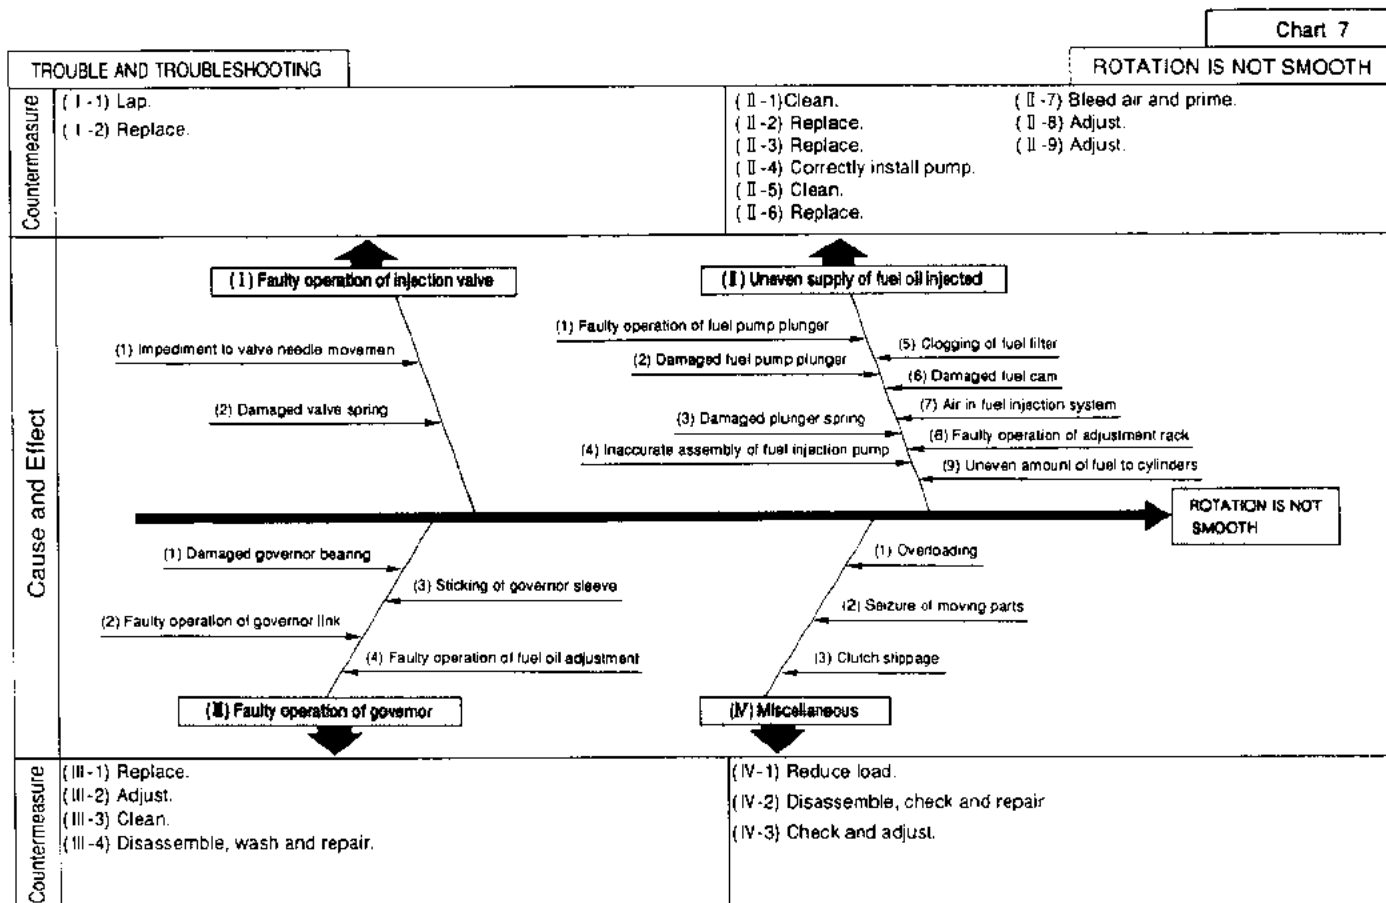 Chart 7
TROUBLE AND TROUBLESHOOTING
ROTATION IS NOT SMOOTH
Countermeasure
( I -1) Lap.
( I -2) Replace.
( II -1)Clean.
( II -2) Replace.
( II -3) Replace.
( II -4) Correctly install pump.
( II -5) Clean.
( II -6) Replace.
( II -7) Bleed air and prime.
( II -8) Adjust.
( II -9) Adjust.
Cause and Effect
( I ) Faulty operation of injection valve
(1) Impediment to valve needle movemen
(2) Damaged valve spring
(II) Uneven supply of fuel oil injected
(1) Faulty operation of fuel pump plunger
(2) Damaged fuel pump plunger
(3) Damaged plunger spring
(4) Inaccurate assembly of fuel injection pump
(5) Clogging of fuel filter
(6) Damaged fuel cam
(7) Air in fuel injection system
(8) Faulty operation of adjustment rack
(9) Uneven amount of fuel to cylinders
ROTATION IS NOT
SMOOTH
(1) Damaged governor bearing
(2) Faulty operation of governor link
(3) Sticking of governor sleeve
(4) Faulty operation of fuel oil adjustment
(III) Faulty operation of governor
(1) Overloading
(2) Seizure of moving parts
(3) Clutch slippage
(IV) Miscellaneous
Countermeasure
(III-1) Replace.
(III-2) Adjust.
(III-3) Clean.
(III-4) Disassemble, wash and repair.
(IV-1) Reduce load.
(IV-2) Disassemble, check and repair
(IV-3) Check and adjust.